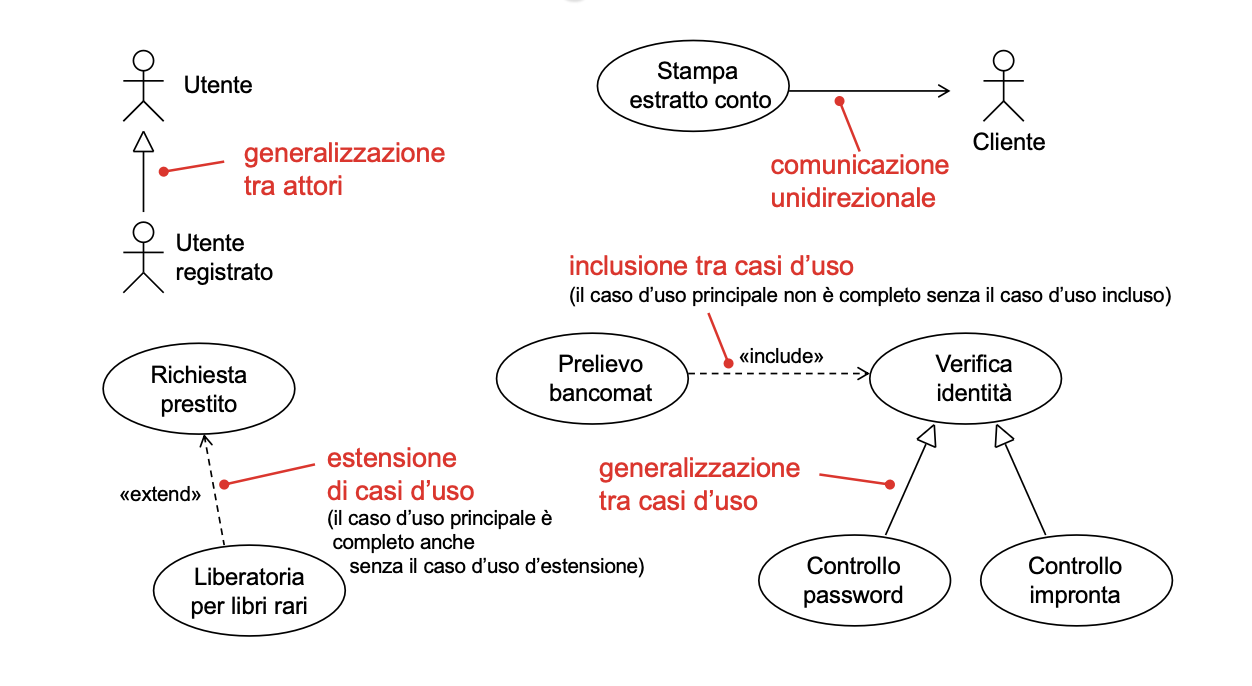 Utente
generalizzazione
tra attori
Utente
registrato
Stampa
estratto conto
Cliente
comunicazione
unidirezionale
inclusione tra casi d’uso
(il caso d’uso principale non è completo senza il caso d’uso incluso)
Prelievo
bancomat
«include»
Verifica
identità
Richiesta
prestito
«extend»
estensione
di casi d’uso
(il caso d’uso principale è
completo anche
senza il caso d’uso d’estensione)
Liberatoria
per libri rari
generalizzazione
tra casi d’uso
Controllo
password
Controllo
impronta